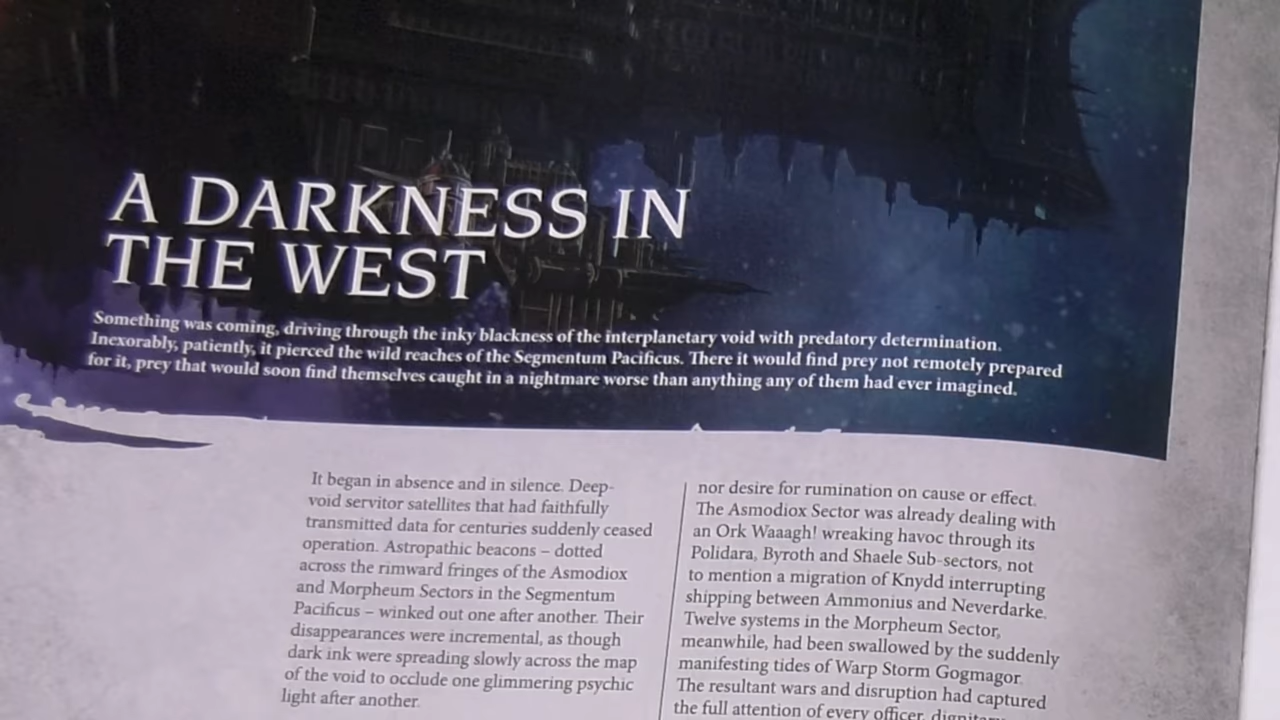 A DARKNESS IN
THE WEST
Something was coming, driving through the inky blackness of the interplanetary void with predatory determination.
Inexorably, patiently, it pierced the wild reaches of the Segmentum Pacificus. There it would find prey not remotely prepared
for it, prey that would soon find themselves caught in a nightmare worse than anything any of them had ever imagined.
It began in absence and in silence. Deep-
void servitor satellites that had faithfully
transmitted data for centuries suddenly ceased
operation. Astropathic beacons – dotted
across the rimward fringes of the Asmodiox
and Morpheum Sectors in the Segmentum
Pacificus – winked out one after another. Their
disappearances were incremental, as though
dark ink were spreading slowly across the map
of the void to occlude one glimmering psychic
light after another.
nor desire for rumination on cause or effect.
The Asmodiox Sector was already dealing with
an Ork Waaagh! wreaking havoc through its
Polidara, Byroth and Shaele Sub-sectors, not
to mention a migration of Knydd interrupting
shipping between Ammonius and Neverdarke.
Twelve systems in the Morpheum Sector,
meanwhile, had been swallowed by the suddenly
manifesting tides of Warp Storm Gogmagor.
The resultant wars and disruption had captured
the full attention of every officer,